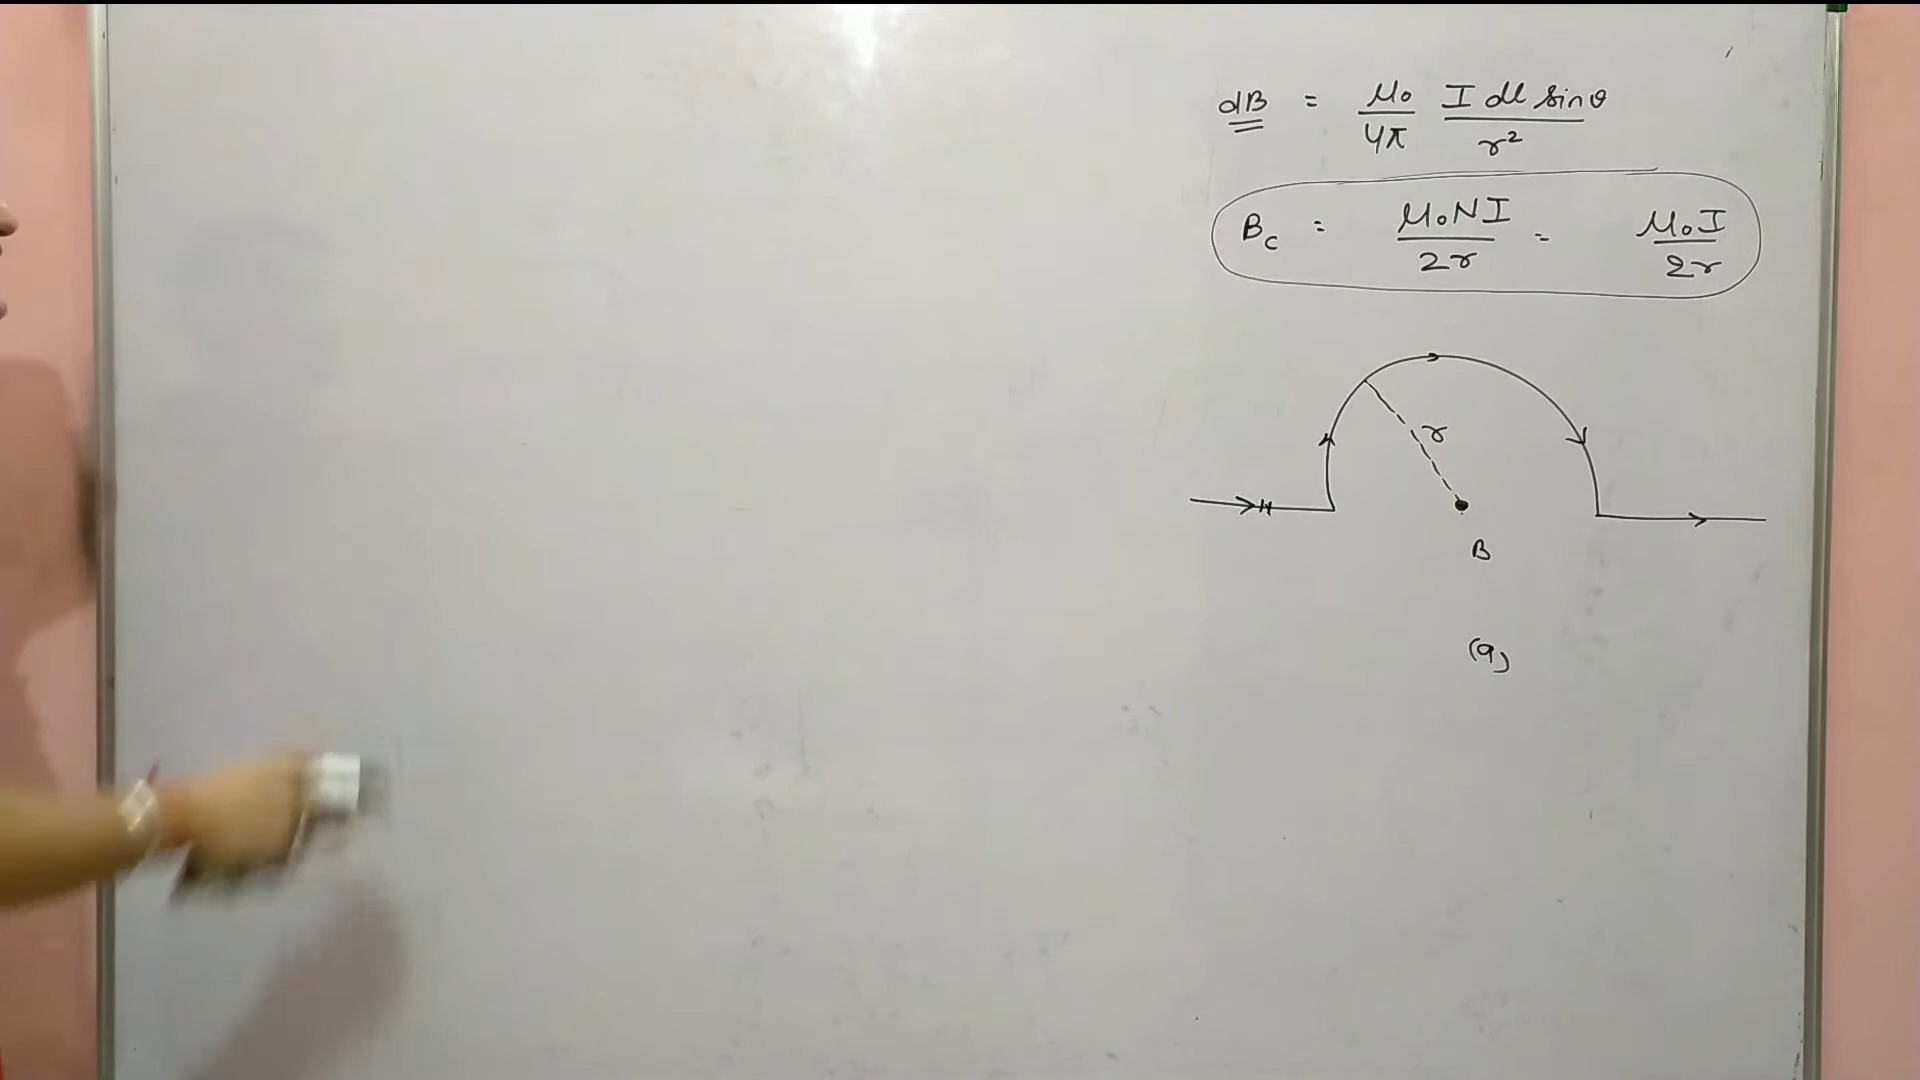 dB = μ₀/4π I dl sinθ/r²
B_C = μ₀NI/2r = μ₀I/2r
r
B
(a)